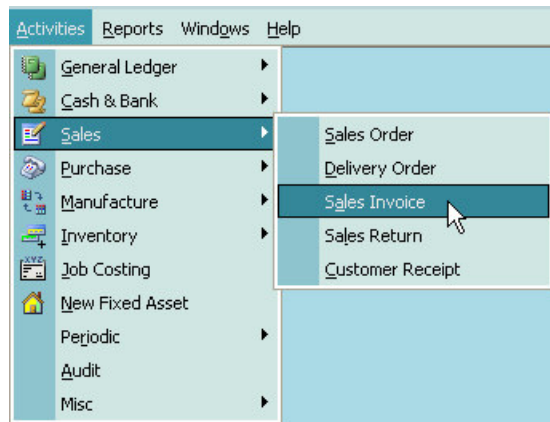 Activities Reports Windows Help
General Ledger
Cash & Bank
Sales
Sales Order
Purchase
Delivery Order
Manufacture
Sales Invoice
Inventory
Sales Return
Job Costing
Customer Receipt
New Fixed Asset
Periodic
Audit
Misc